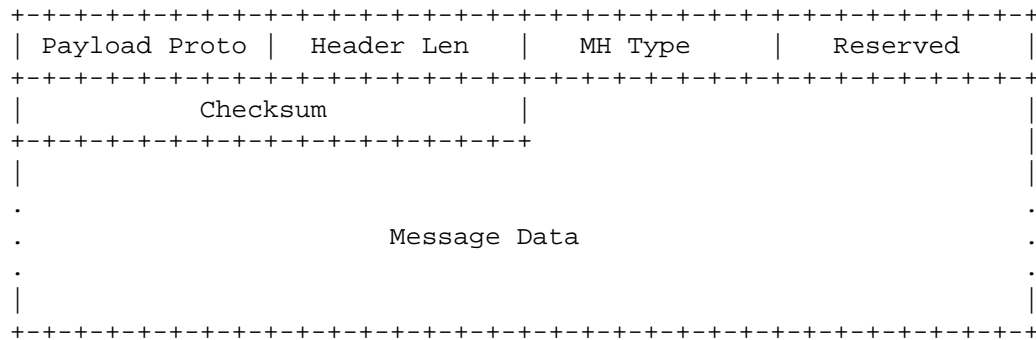 +-+-+-+-+-+-+-+-+-+-+-+-+-+-+-+-+-+-+-+-+-+-+-+-+-+-+-+-+-+-+-+-+
| Payload Proto |  Header Len   |   MH Type     |   Reserved    |
+-+-+-+-+-+-+-+-+-+-+-+-+-+-+-+-+-+-+-+-+-+-+-+-+-+-+-+-+-+-+-+-+
|           Checksum            |                               |
+-+-+-+-+-+-+-+-+-+-+-+-+-+-+-+-+                               |
|                                                               |
.                                                               .
.                       Message Data                            .
.                                                               .
|                                                               |
+-+-+-+-+-+-+-+-+-+-+-+-+-+-+-+-+-+-+-+-+-+-+-+-+-+-+-+-+-+-+-+-+